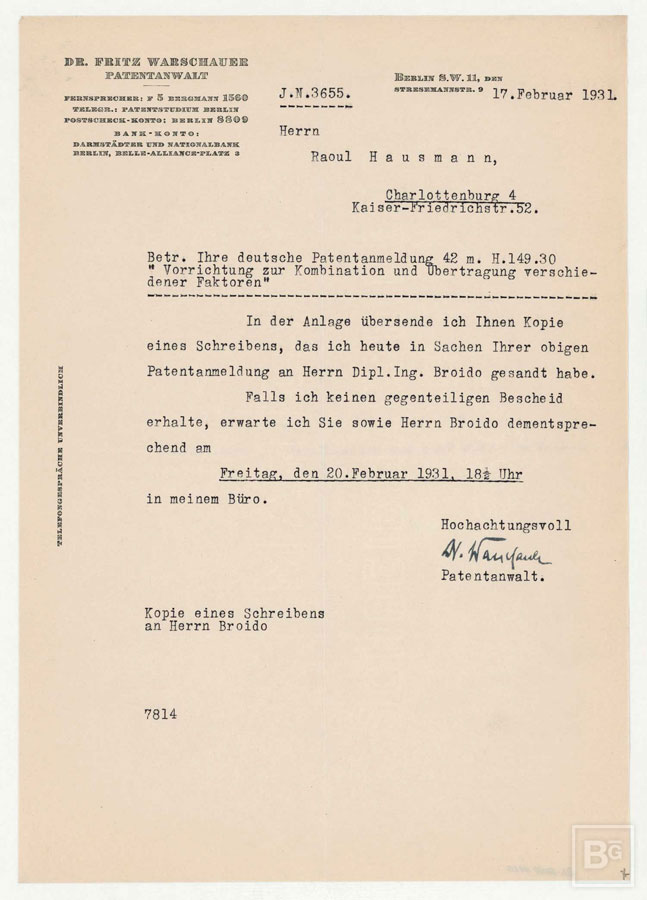 DR. FRITZ WARSCHAUER
PATENTANWALT
FERNSPRECHER: F 5 BERGMANN 1560
TELEGR.: PATENTSTUDIUM BERLIN
POSTSCHECK-KONTO: BERLIN 8809
BANK-KONTO:
DARMSTÄDTER UND NATIONALBANK
BERLIN, BELLE-ALLIANCE-PLATZ 3
J.N.3655.
BERLIN S.W. 11, DEN
STRESEMANNSTR. 9 17.Februar 1931.
Herrn
Raoul Hausmann,
Charlottenburg 4
Kaiser-Friedrichstr.52.
Betr. Ihre deutsche Patentanmeldung 42 m. H.149.30
" Vorrichtung zur Kombination und Übertragung verschie-
dener Faktoren"
In der Anlage übersende ich Ihnen Kopie
eines Schreibens, das ich heute in Sachen Ihrer obigen
Patentanmeldung an Herrn Dipl.Ing. Broido gesandt habe.
Falls ich keinen gegenteiligen Bescheid
erhalte, erwarte ich Sie sowie Herrn Broido dementspre-
chend am
Freitag, den 20.Februar 1931, 18½ Uhr
in meinem Büro.
Hochachtungsvoll
Dr. Warschauer
Patentanwalt.
Kopie eines Schreibens
an Herrn Broido
7814
TELEFONGESPRÄCHE UNVERBINDLICH
BG